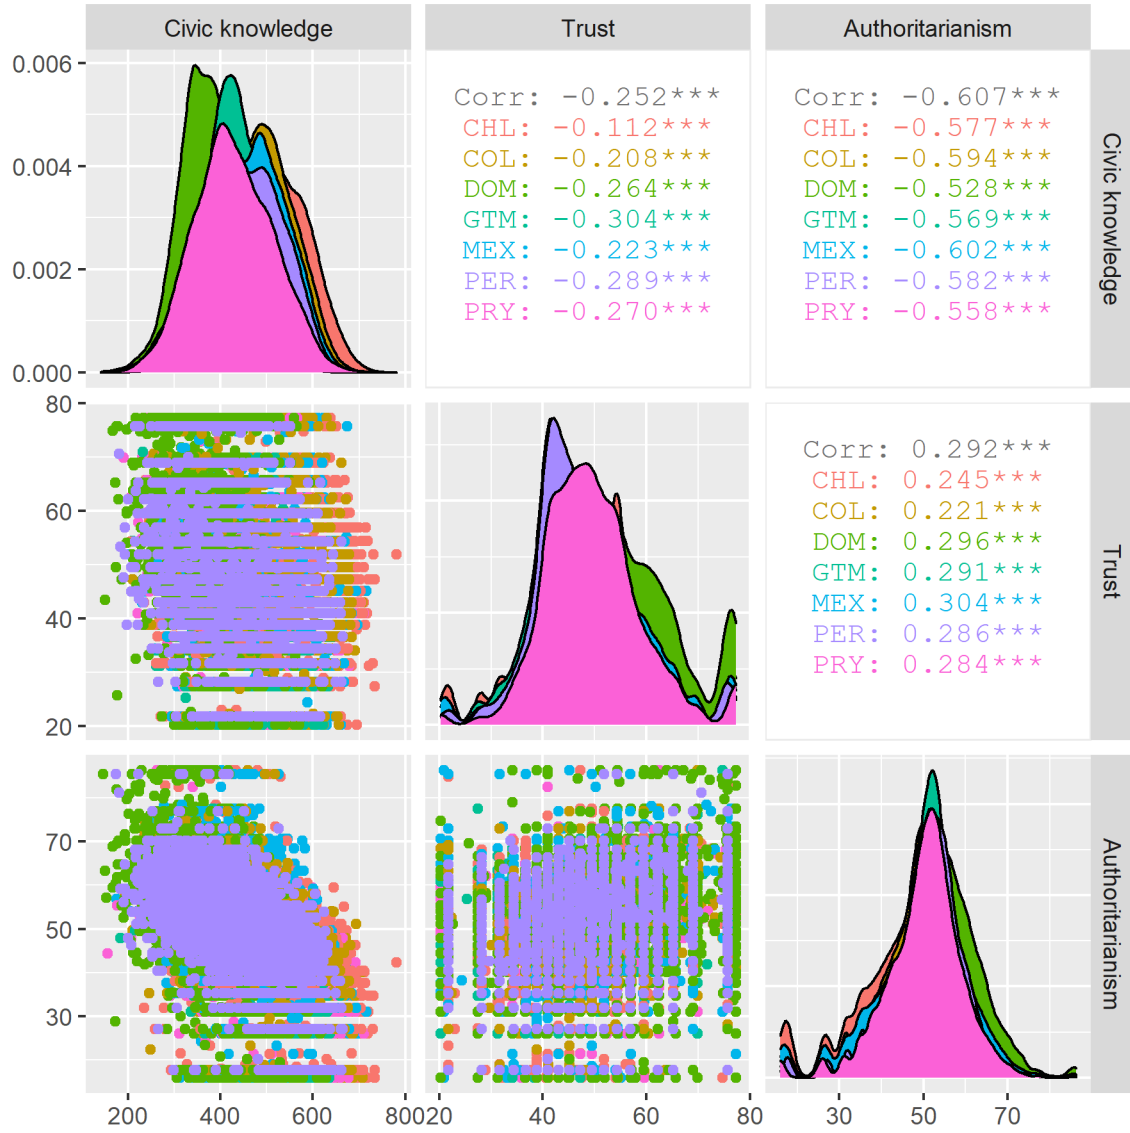 Civic knowledge
Trust
Authoritarianism
0.006
0.004
0.002
0.000
Corr: -0.252***
CHL: -0.112***
COL: -0.208***
DOM: -0.264***
GTM: -0.304***
MEX: -0.223***
PER: -0.289***
PRY: -0.270***
Corr: -0.607***
CHL: -0.577***
COL: -0.594***
DOM: -0.528***
GTM: -0.569***
MEX: -0.602***
PER: -0.582***
PRY: -0.558***
Civic knowledge
80
60
40
20
Corr: 0.292***
CHL: 0.245***
COL: 0.221***
DOM: 0.296***
GTM: 0.291***
MEX: 0.304***
PER: 0.286***
PRY: 0.284***
Trust
70
50
30
Authoritarianism
200 400 600 800
20 40 60 80
30 50 70